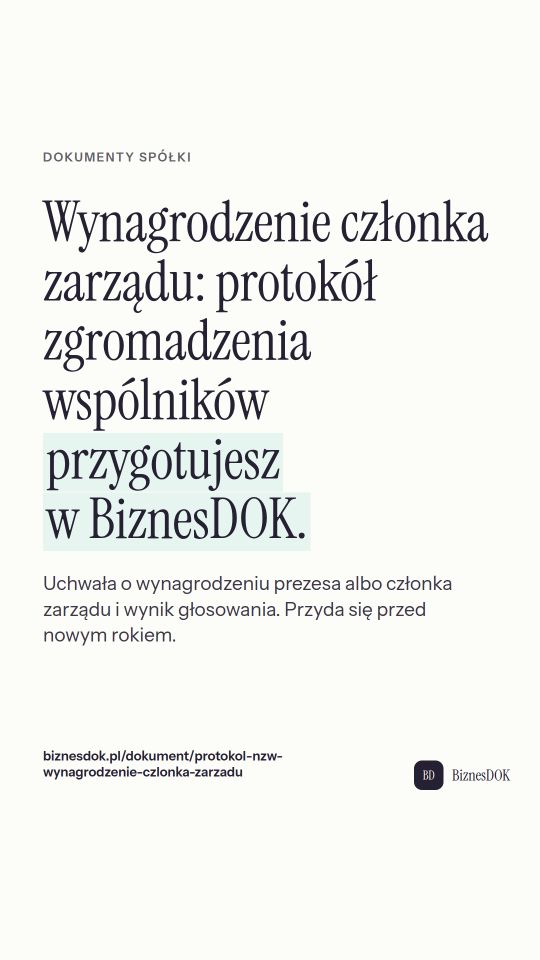 DOKUMENTY SPÓŁKI
Wynagrodzenie członka
zarządu: protokół
zgromadzenia
wspólników
przygotujesz
w BiznesDOK.
Uchwała o wynagrodzeniu prezesa albo członka
zarządu i wynik głosowania. Przyda się przed
nowym rokiem.
biznesdok.pl/dokument/protokol-nzw-
wynagrodzenie-czlonka-zarzadu
BD BiznesDOK